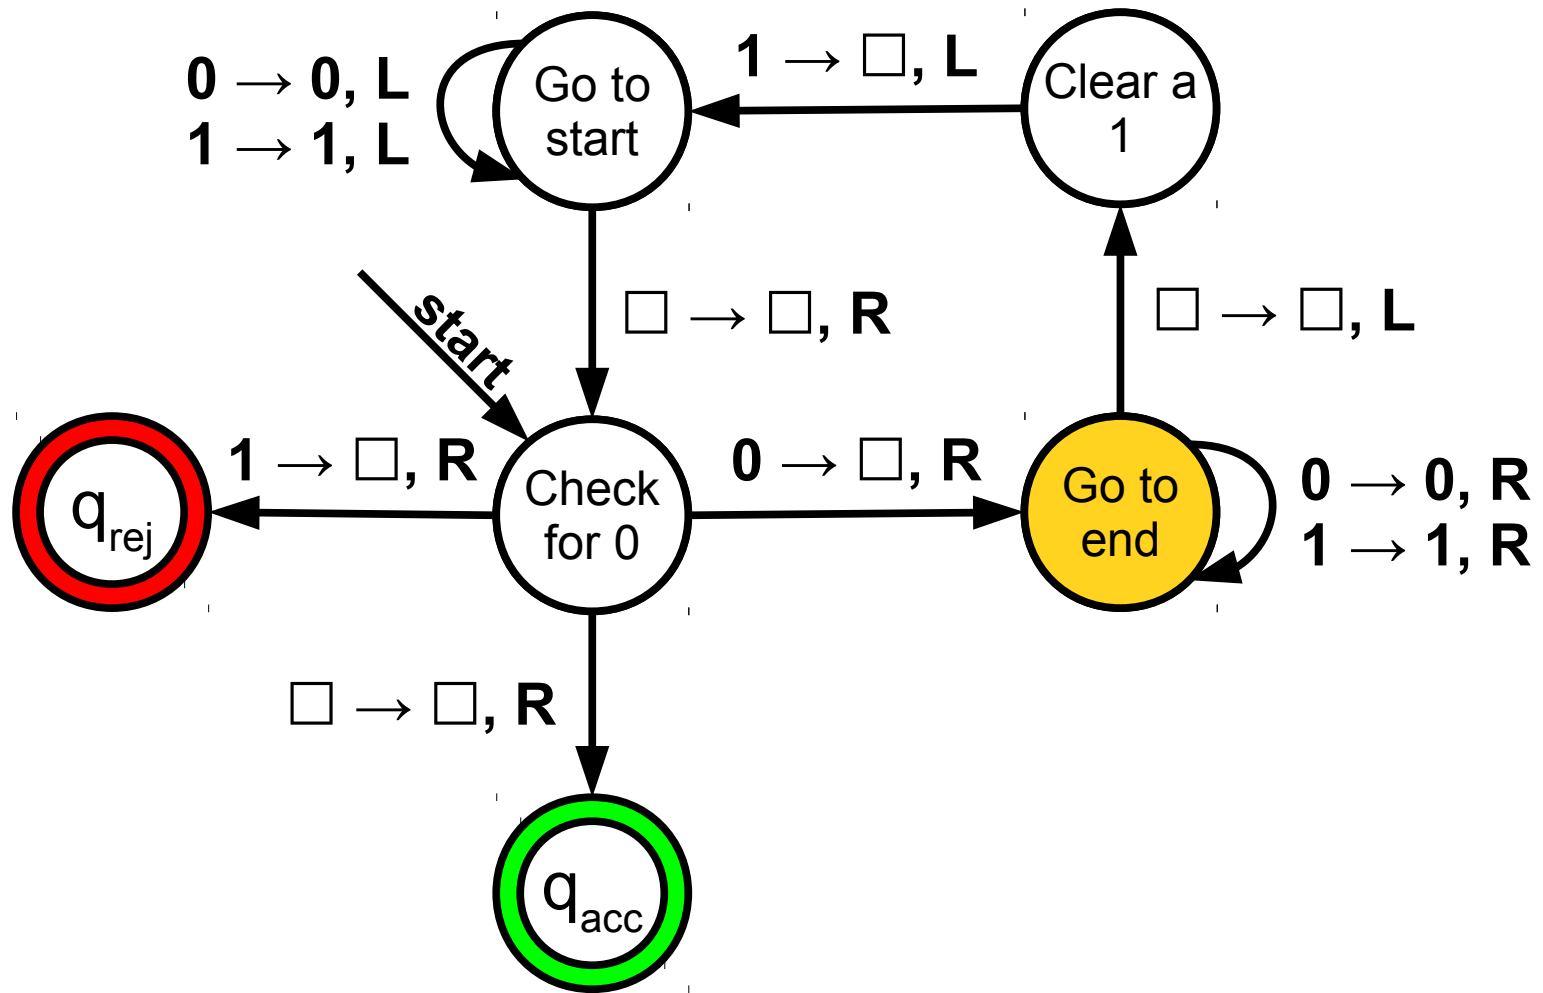 0 → 0, L
1 → 1, L
Go to
start
1 → □, L
Clear a
1
start
□ → □, R
□ → □, L
q_rej
1 → □, R
Check
for 0
0 → □, R
Go to
end
0 → 0, R
1 → 1, R
□ → □, R
q_acc